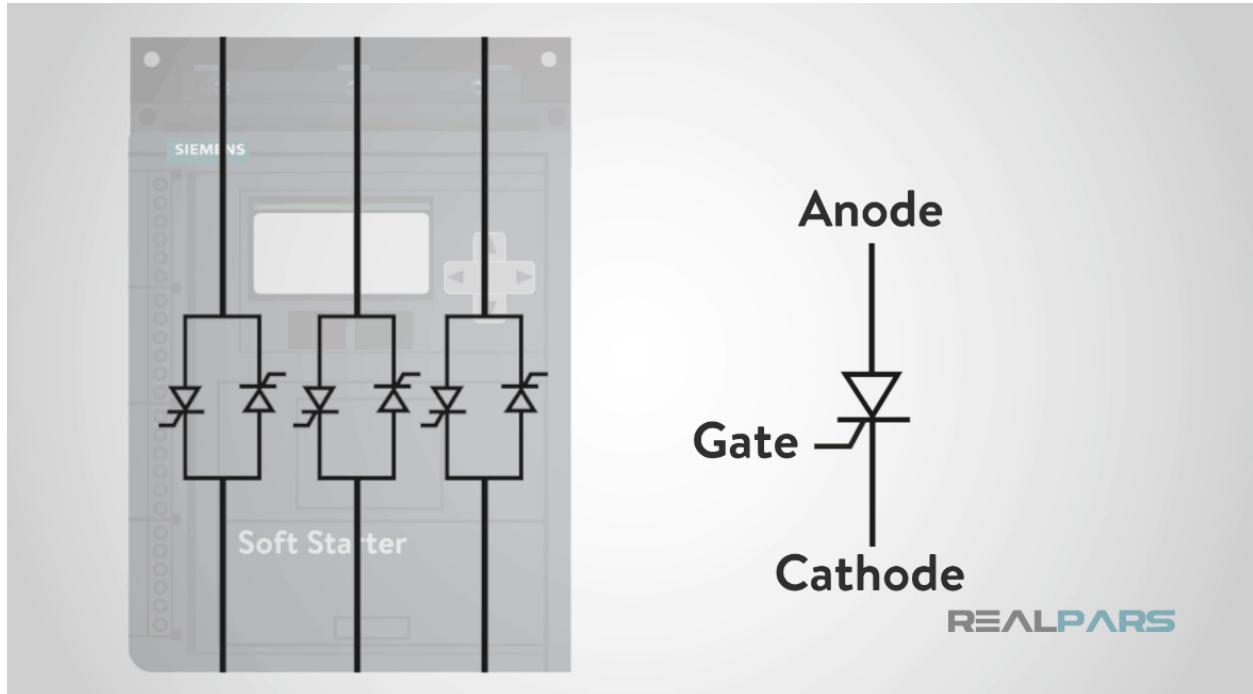 SIEMENS
Soft Starter
Anode
Gate
Cathode
REALPARS